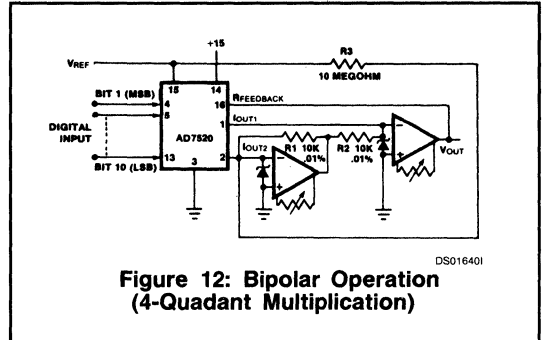 +15
R3
VREF
10 MEGOHM
BIT 1 (MSB)
15
14
RFEEDBACK
4
16
5
IOUT1
1
DIGITAL
INPUT
AD7520
IOUT2
R1 10K
.01%
R2 10K
.01%
VOUT
BIT 10 (LSB)
13
3
2
DS01640I
Figure 12: Bipolar Operation
(4-Quadant Multiplication)